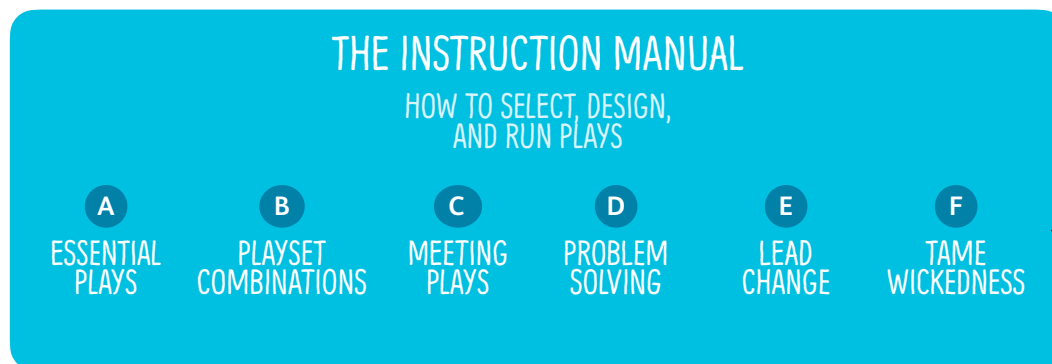 THE INSTRUCTION MANUAL
HOW TO SELECT, DESIGN,
AND RUN PLAYS
A
ESSENTIAL
PLAYS
B
PLAYSET
COMBINATIONS
C
MEETING
PLAYS
D
PROBLEM
SOLVING
E
LEAD
CHANGE
F
TAME
WICKEDNESS